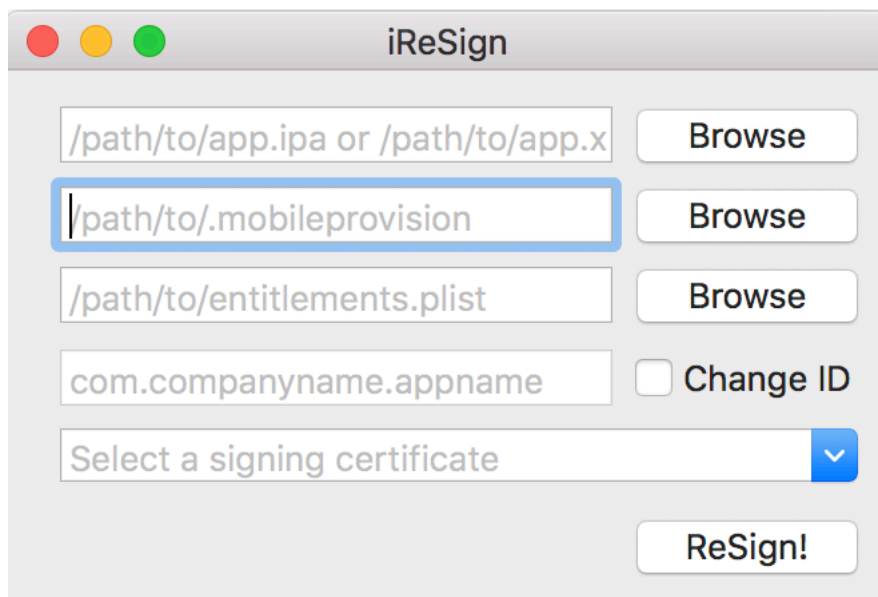 iReSign
/path/to/app.ipa or /path/to/app.x Browse
/path/to/.mobileprovision Browse
/path/to/entitlements.plist Browse
com.companyname.appname Change ID
Select a signing certificate
ReSign!